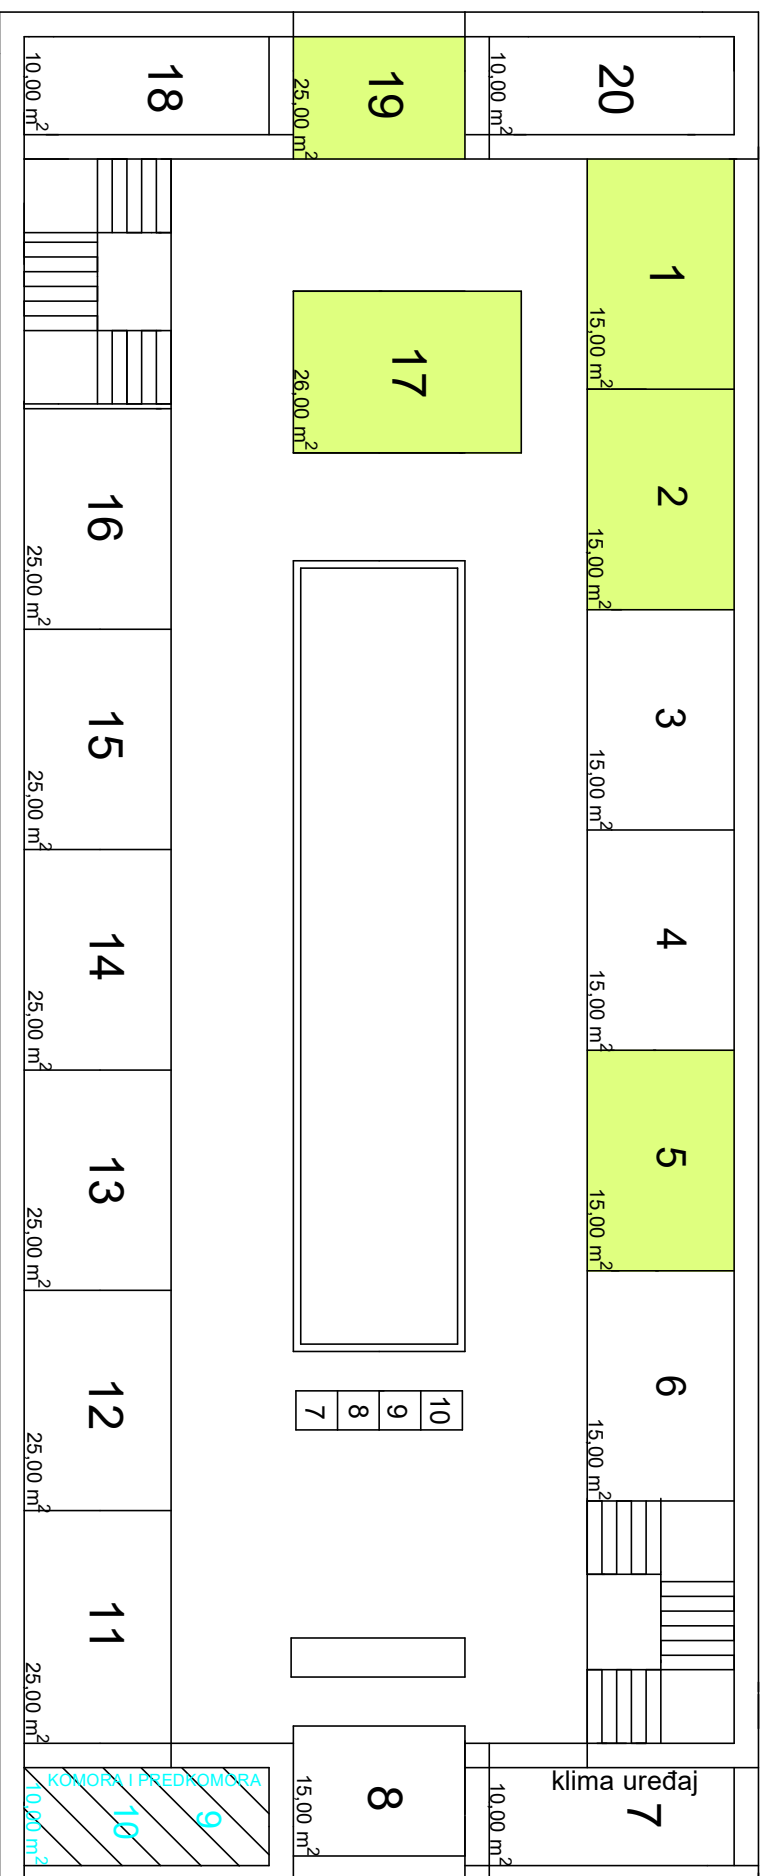 18
10,00 m²
19
25,00 m²
20
10,00 m²
1
15,00 m²
17
26,00 m²
2
15,00 m²
16
25,00 m²
3
15,00 m²
15
25,00 m²
4
15,00 m²
14
25,00 m²
5
15,00 m²
13
25,00 m²
6
15,00 m²
12
25,00 m²
7
8
9
10
11
25,00 m²
KOMORA I PREDKOMORA
9
10
10,00 m²
8
15,00 m²
klima uređaj
7
10,00 m²